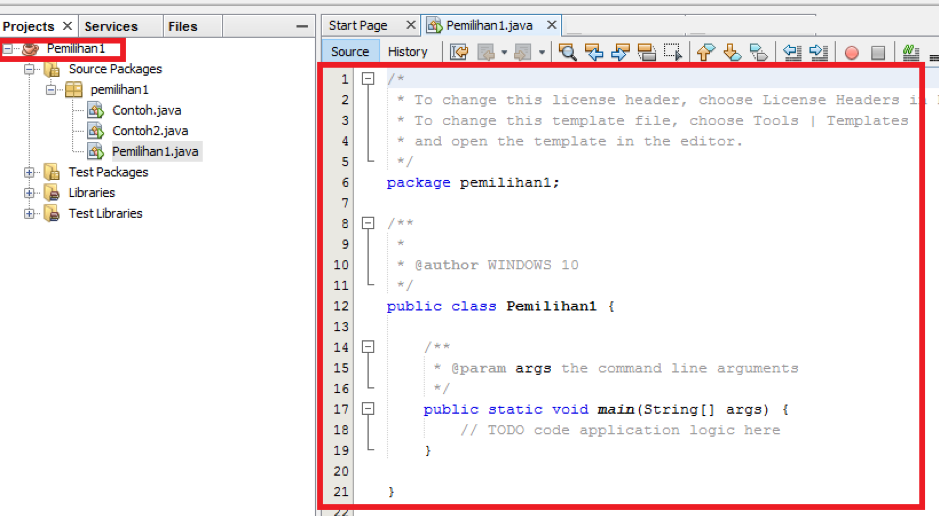 Projects Services Files
Pemilihan1
Source Packages
pemilihan1
Contoh.java
Contoh2.java
Pemilihan1.java
Test Packages
Libraries
Test Libraries
Start Page Pemilihan1.java
Source History
1 /*
2 * To change this license header, choose License Headers in
3 * To change this template file, choose Tools | Templates
4 * and open the template in the editor.
5 */
6 package pemilihan1;
7
8 /**
9 *
10 * @author WINDOWS 10
11 */
12 public class Pemilihan1 {
13
14 /**
15 * @param args the command line arguments
16 */
17 public static void main(String[] args) {
18 // TODO code application logic here
19 }
20
21 }
22